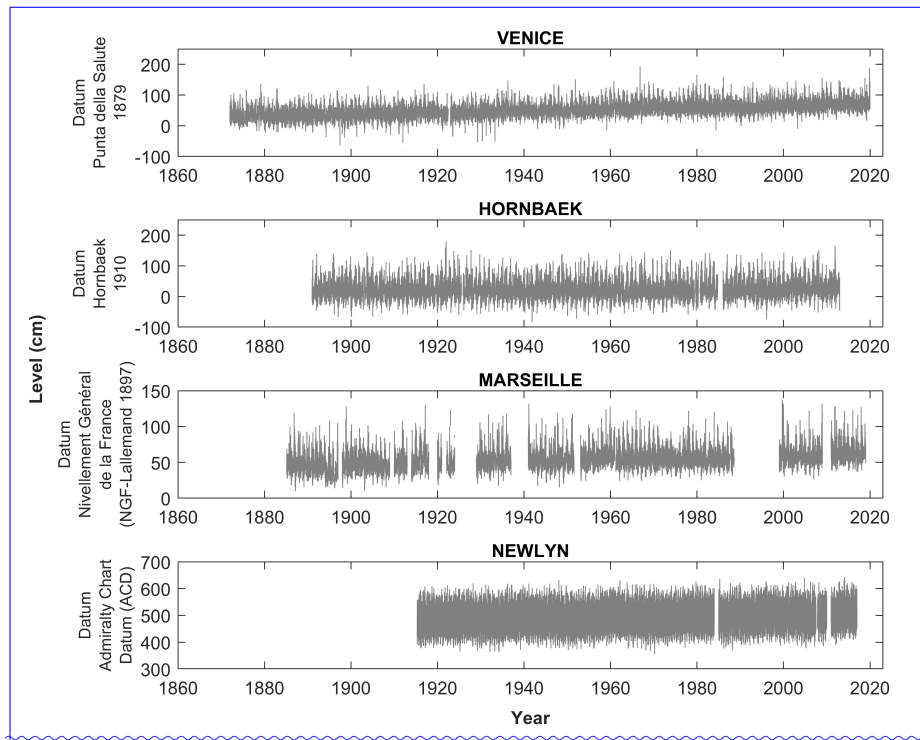 VENICE
Datum
Punta della Salute
1879
200
100
0
-100
1860 1880 1900 1920 1940 1960 1980 2000 2020
HORNBAEK
Datum
Hornbaek
1910
200
100
0
-100
1860 1880 1900 1920 1940 1960 1980 2000 2020
Level (cm)
MARSEILLE
Datum
Nivellement Général
de la France
(NGF-Lallemand 1897)
150
100
50
0
1860 1880 1900 1920 1940 1960 1980 2000 2020
NEWLYN
Datum
Admiralty Chart
Datum (ACD)
700
600
500
400
300
1860 1880 1900 1920 1940 1960 1980 2000 2020
Year